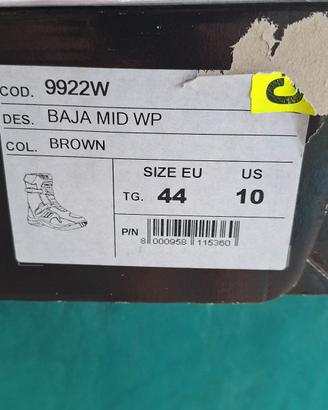 COD. 9922W
DES. BAJA MID WP
COL. BROWN
SIZE EU US
TG. 44 10
P/N
8 000958 115360